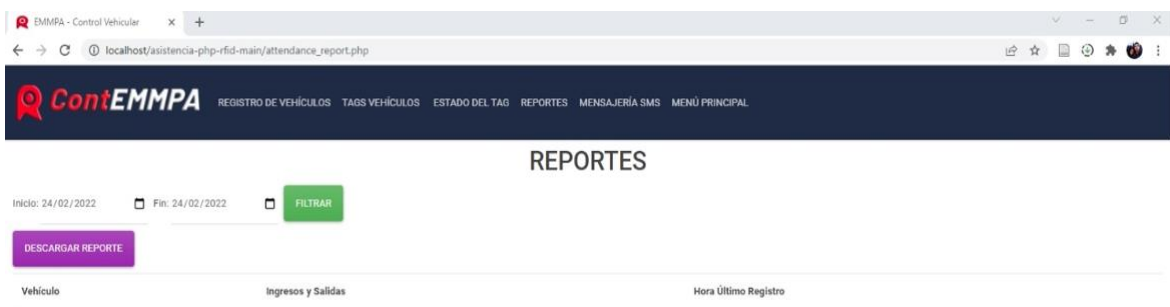 EMMPA - Control Vehicular
localhost/asistencia-php-rfid-main/attendance_report.php
ContEMMPA REGISTRO DE VEHÍCULOS TAGS VEHÍCULOS ESTADO DEL TAG REPORTES MENSAJERÍA SMS MENÚ PRINCIPAL
REPORTES
Inicio: 24/02/2022 Fin: 24/02/2022 FILTRAR
DESCARGAR REPORTE
Vehículo Ingresos y Salidas Hora Último Registro